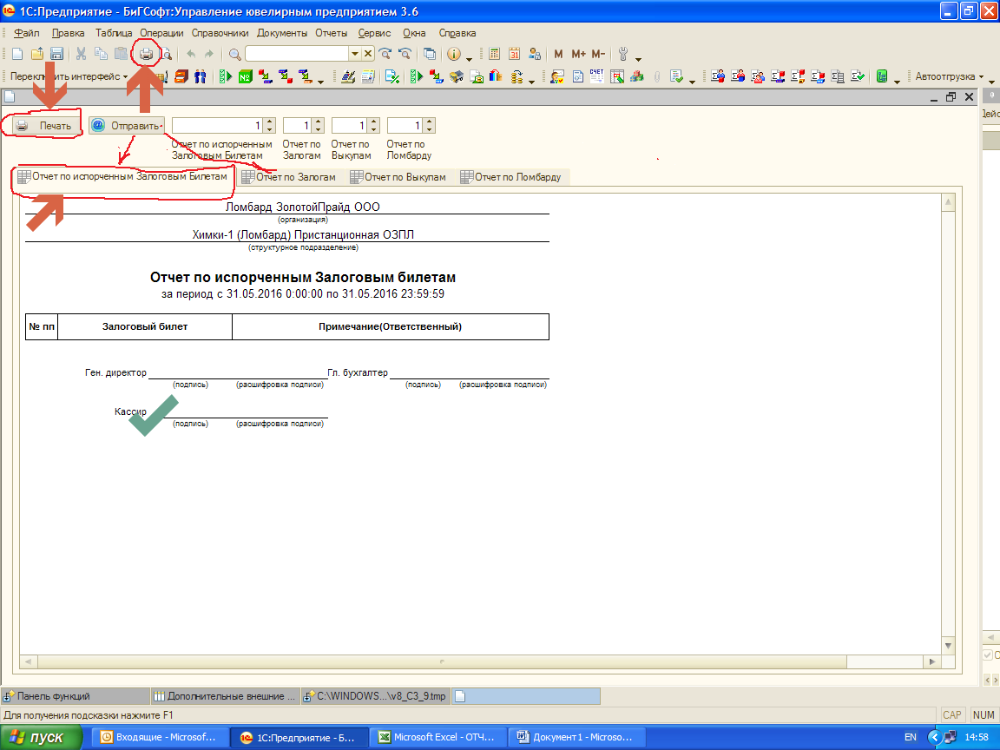 1С:Предприятие - БиГСофт:Управление ювелирным предприятием 3.6
Файл Правка Таблица Операции Справочники Документы Отчеты Сервис Окна Справка
M M+ M-
Переключить интерфейс СЧЕТ Автоотгрузка
Печать Отправить 1 1 1 1
Отчет по испорченным Залоговым Билетам
Отчет по Залогам
Отчет по Выкупам
Отчет по Ломбарду
Отчет по испорченным Залоговым Билетам Отчет по Залогам Отчет по Выкупам Отчет по Ломбарду
Ломбард ЗолотойПрайд ООО
(организация)
Химки-1 (Ломбард) Пристанционная ОЗПЛ
(структурное подразделение)
Отчет по испорченным Залоговым билетам
за период с 31.05.2016 0:00:00 по 31.05.2016 23:59:59
№ пп Залоговый билет Примечание(Ответственный)
Ген. директор Гл. бухгалтер
(подпись) (расшифровка подписи) (подпись) (расшифровка подписи)
Кассир
(подпись) (расшифровка подписи)
Панель функций Дополнительные внешние ... C:\WINDOWS...\v8_C3_9.tmp
Для получения подсказки нажмите F1 CAP NUM
пуск Входящие - Microsof... 1С:Предприятие - Б... Microsoft Excel - ОТЧ... Документ1 - Microso... EN 14:58